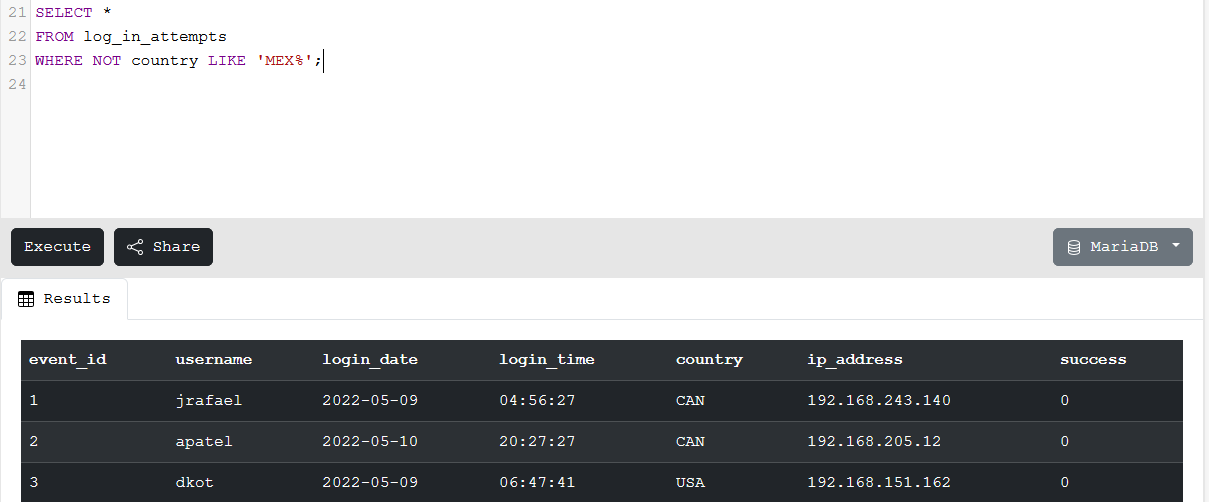 21 SELECT *
22 FROM log_in_attempts
23 WHERE NOT country LIKE 'MEX%';
24
Execute Share MariaDB
Results
event_id username login_date login_time country ip_address success
1 jrafael 2022-05-09 04:56:27 CAN 192.168.243.140 0
2 apatel 2022-05-10 20:27:27 CAN 192.168.205.12 0
3 dkot 2022-05-09 06:47:41 USA 192.168.151.162 0